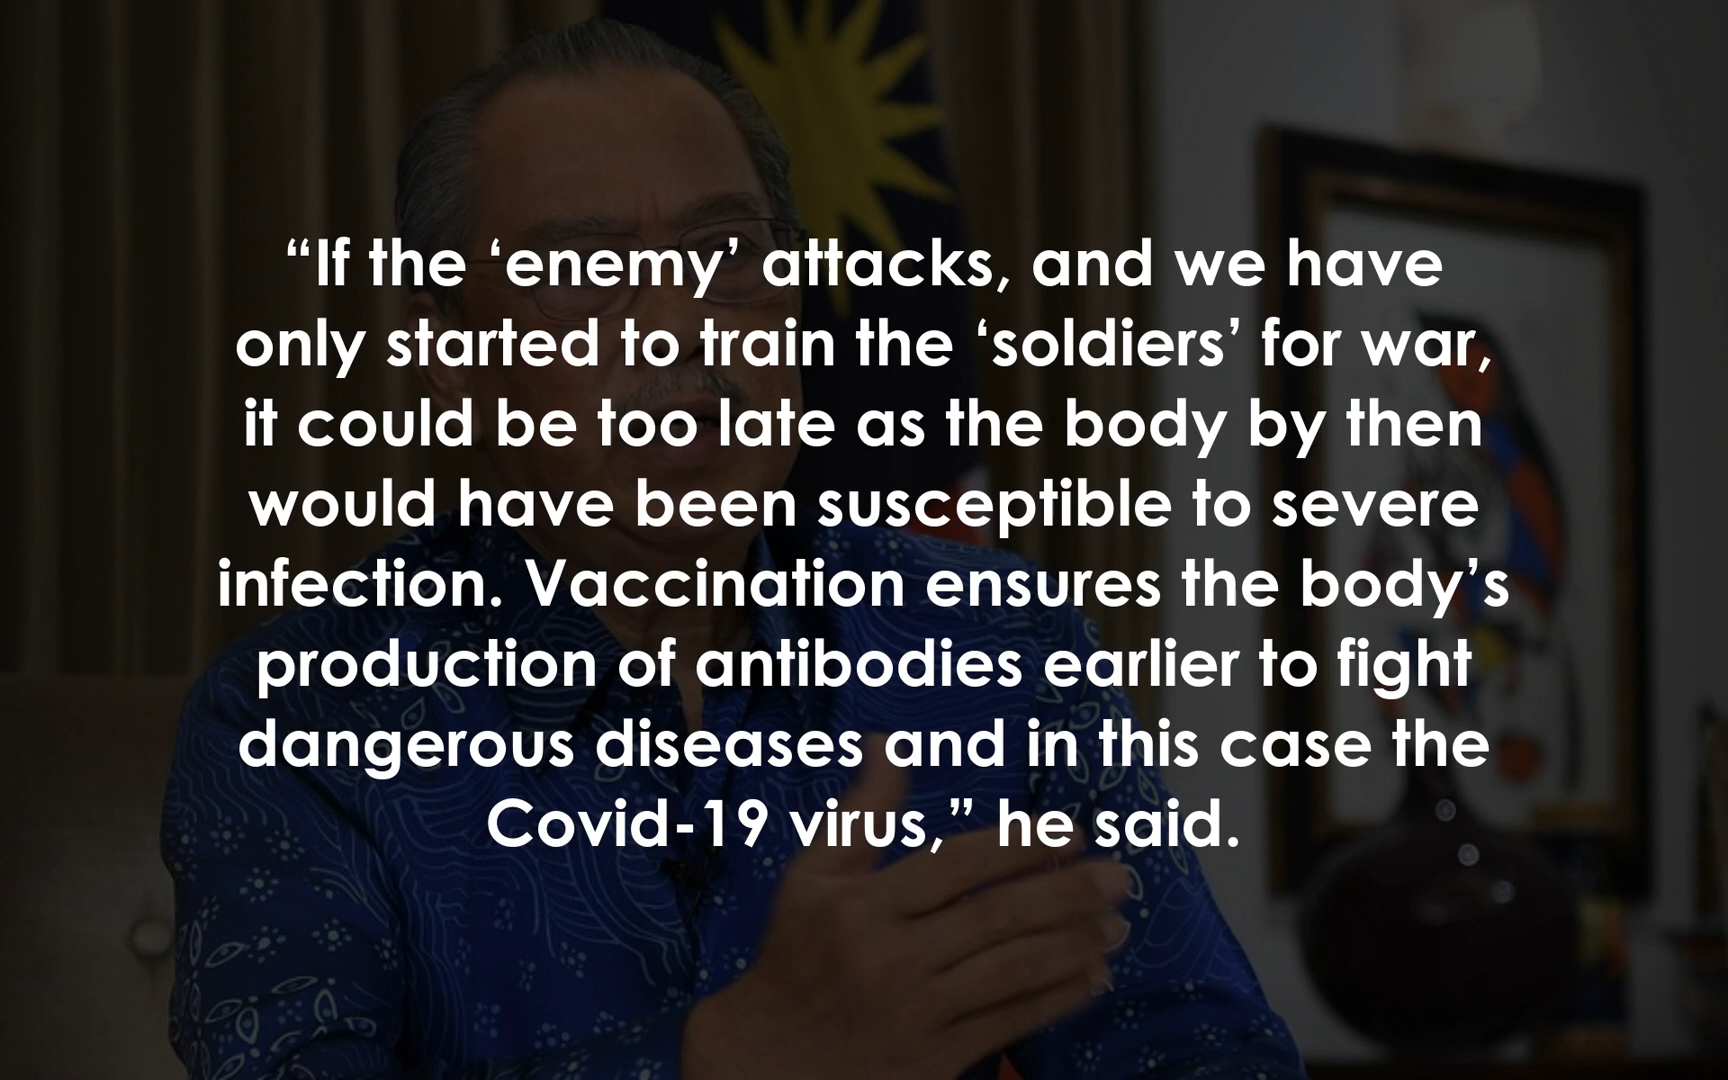 “If the ‘enemy’ attacks, and we have
only started to train the ‘soldiers’ for war,
it could be too late as the body by then
would have been susceptible to severe
infection. Vaccination ensures the body’s
production of antibodies earlier to fight
dangerous diseases and in this case the
Covid-19 virus,” he said.